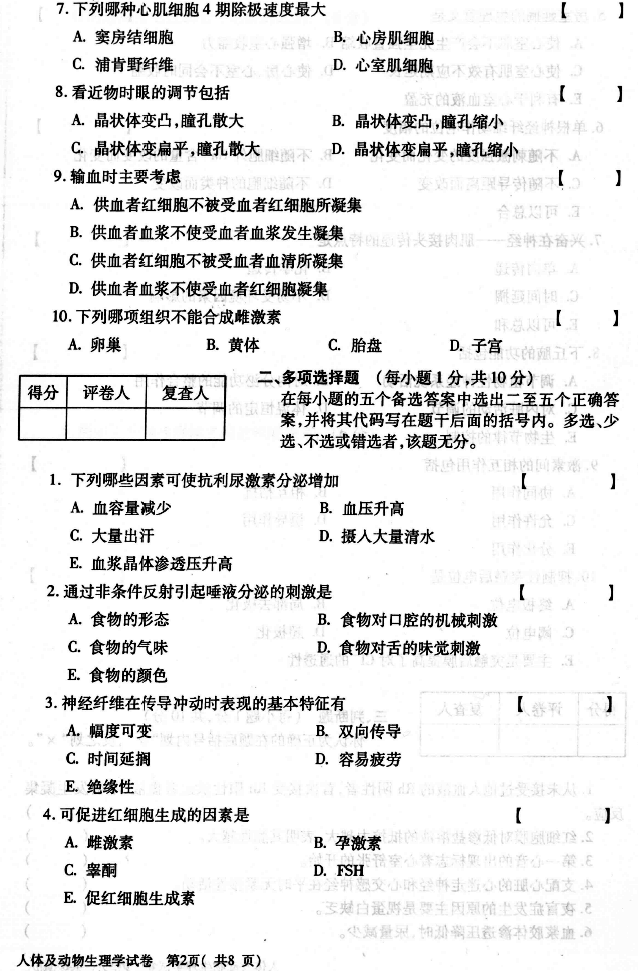 7.下列哪种心肌细胞4期除极速度最大 【 】
A. 窦房结细胞 B. 心房肌细胞
C. 浦肯野纤维 D. 心室肌细胞
8.看近物时眼的调节包括 【 】
A. 晶状体变凸,瞳孔散大 B. 晶状体变凸,瞳孔缩小
C. 晶状体变扁平,瞳孔散大 D. 晶状体变扁平,瞳孔缩小
9.输血时主要考虑 【 】
A. 供血者红细胞不被受血者红细胞所凝集
B. 供血者血浆不使受血者血浆发生凝集
C. 供血者红细胞不被受血者血清所凝集
D. 供血者血浆不使受血者红细胞凝集
10.下列哪项组织不能合成雌激素 【 】
A. 卵巢 B. 黄体 C. 胎盘 D. 子宫
得分 评卷人 复查人
二、多项选择题 (每小题1分,共10分)
在每小题的五个备选答案中选出二至五个正确答
案,并将其代码写在题干后面的括号内。多选、少
选、不选或错选者,该题无分。
1. 下列哪些因素可使抗利尿激素分泌增加 【 】
A. 血容量减少 B. 血压升高
C. 大量出汗 D. 摄入大量清水
E. 血浆晶体渗透压升高
2.通过非条件反射引起唾液分泌的刺激是 【 】
A. 食物的形态 B. 食物对口腔的机械刺激
C. 食物的气味 D. 食物对舌的味觉刺激
E. 食物的颜色
3.神经纤维在传导冲动时表现的基本特征有 【 】
A. 幅度可变 B. 双向传导
C. 时间延搁 D. 容易疲劳
E. 绝缘性
4.可促进红细胞生成的因素是 【 】
A. 雌激素 B. 孕激素
C. 睾酮 D. FSH
E. 促红细胞生成素
人体及动物生理学试卷 第2页(共8 页)